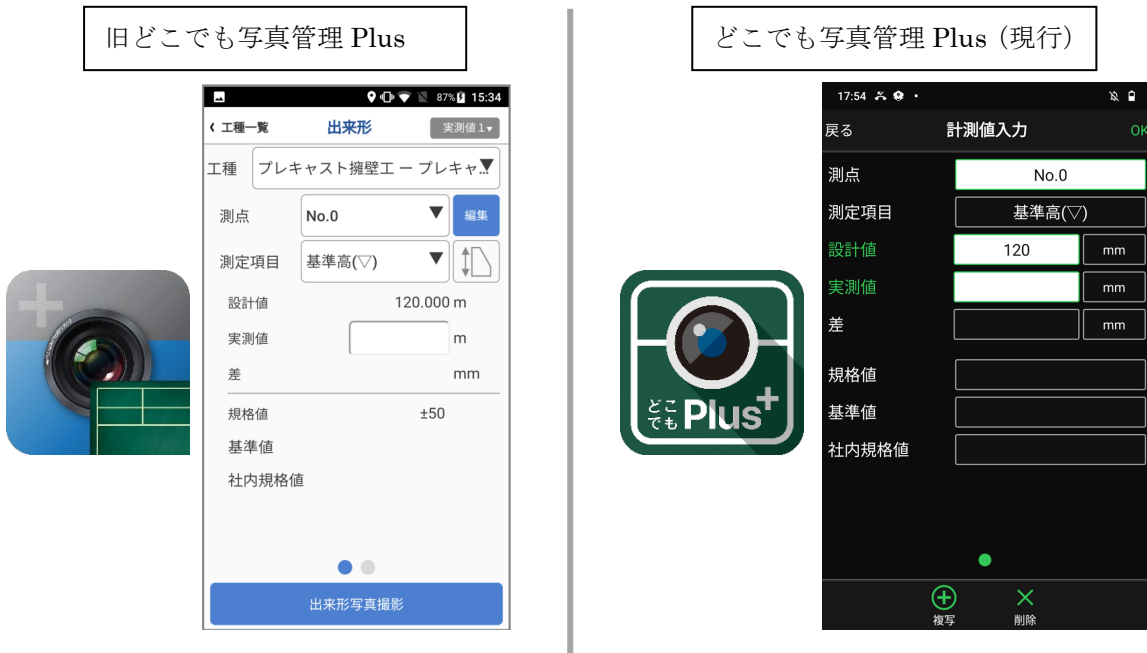 旧どこでも写真管理 Plus
87% 15:34
工種一覧 出来形 実測値1▼
工種 プレキャスト擁壁工 ー プレキャ...▼
測点 No.0 ▼ 編集
測定項目 基準高(▽) ▼
設計値 120.000 m
実測値 m
差 mm
規格値 ±50
基準値
社内規格値
出来形写真撮影
どこでも写真管理 Plus（現行）
どこでも Plus+
17:54
戻る 計測値入力 OK
測点 No.0
測定項目 基準高(▽)
設計値 120 mm
実測値 mm
差 mm
規格値
基準値
社内規格値
複写 削除